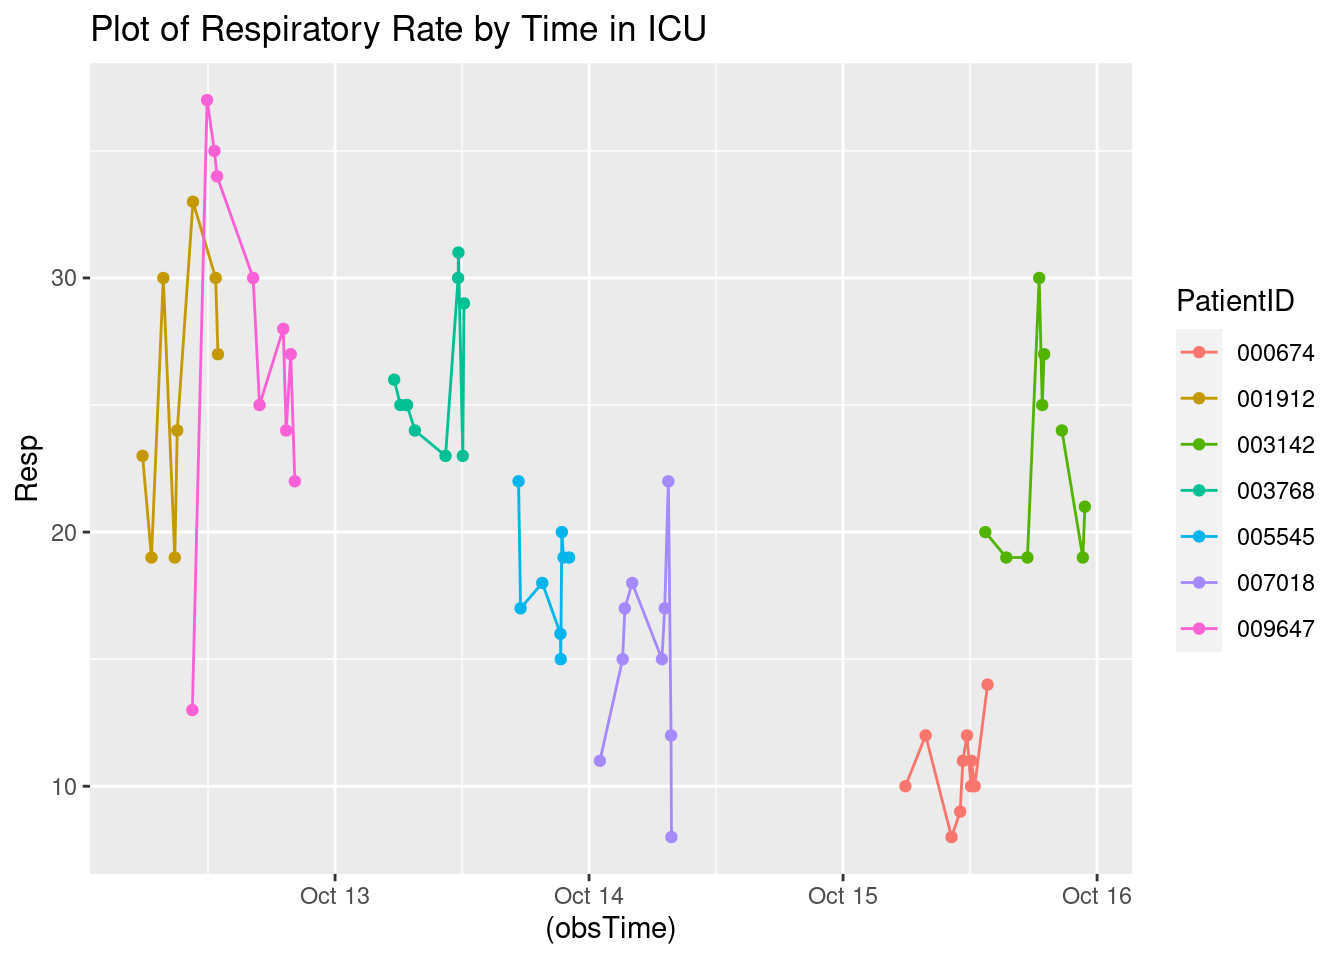 Plot of Respiratory Rate by Time in ICU
Resp
30
20
10
Oct 13
Oct 14
Oct 15
Oct 16
(obsTime)
PatientID
000674
001912
003142
003768
005545
007018
009647